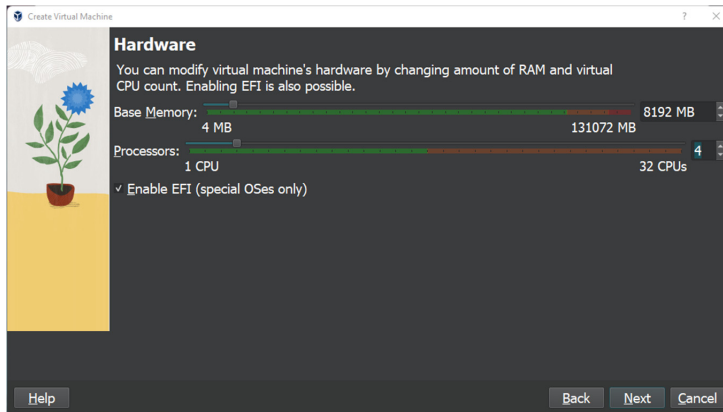 Create Virtual Machine
?
Hardware
You can modify virtual machine's hardware by changing amount of RAM and virtual
CPU count. Enabling EFI is also possible.
Base Memory: 8192 MB
4 MB 131072 MB
Processors: 4
1 CPU 32 CPUs
Enable EFI (special OSes only)
Help Back Next Cancel